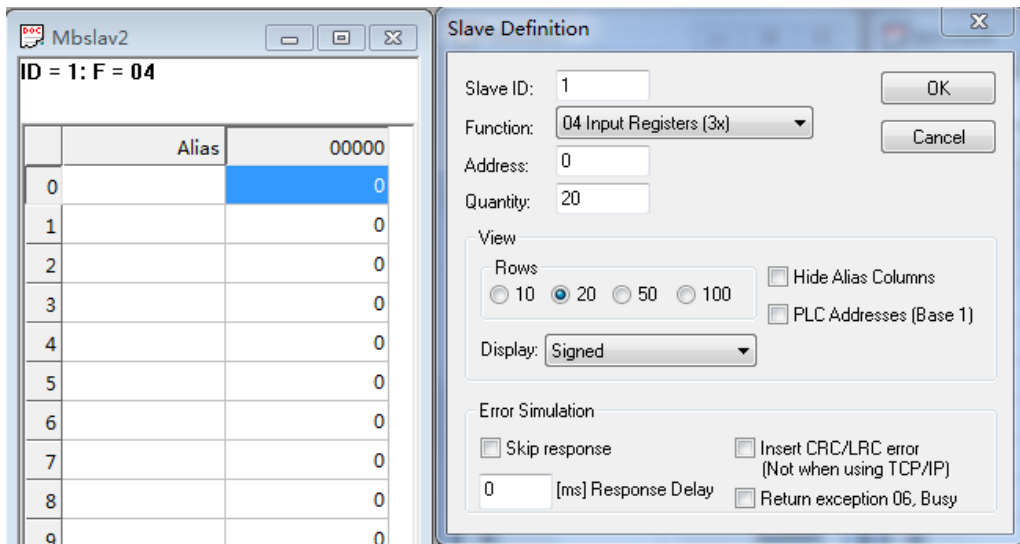 DOC
Mbslav2
ID = 1: F = 04
Alias 00000
0 0
1 0
2 0
3 0
4 0
5 0
6 0
7 0
8 0
9 0
Slave Definition
Slave ID: 1
OK
Function: 04 Input Registers (3x)
Cancel
Address: 0
Quantity: 20
View
Rows
10 20 50 100
Hide Alias Columns
PLC Addresses (Base 1)
Display: Signed
Error Simulation
Skip response
Insert CRC/LRC error
(Not when using TCP/IP)
0 [ms] Response Delay
Return exception 06, Busy